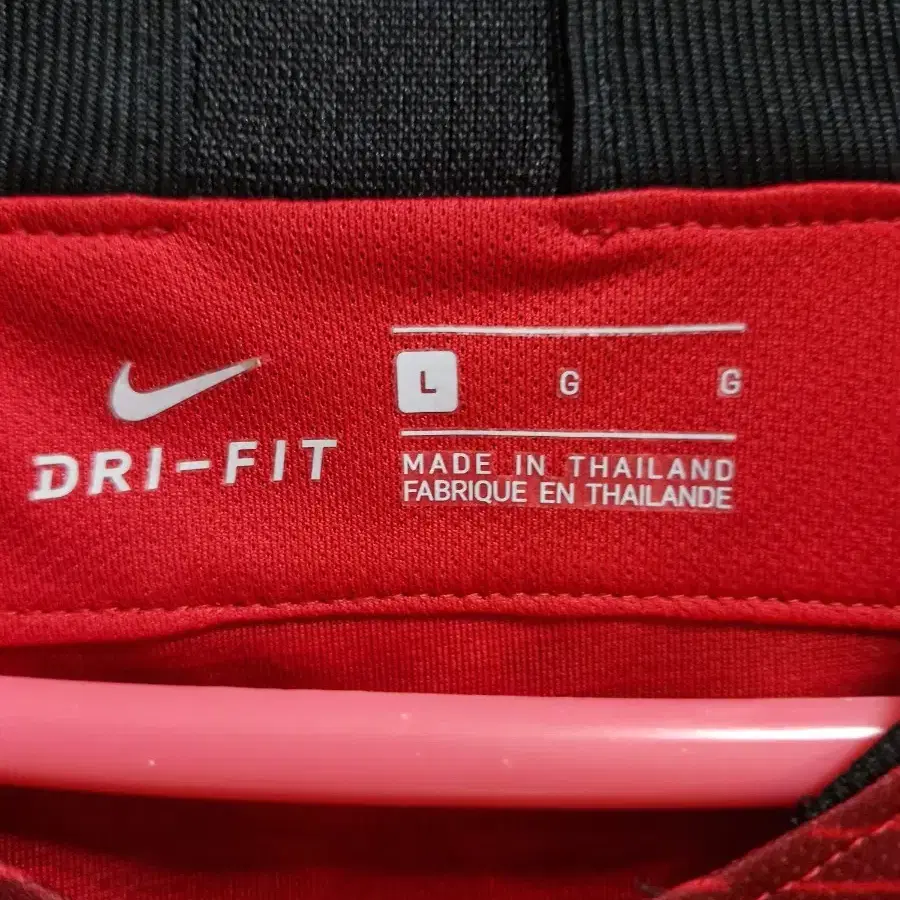 L G G
DRI-FIT
MADE IN THAILAND
FABRIQUE EN THAILANDE